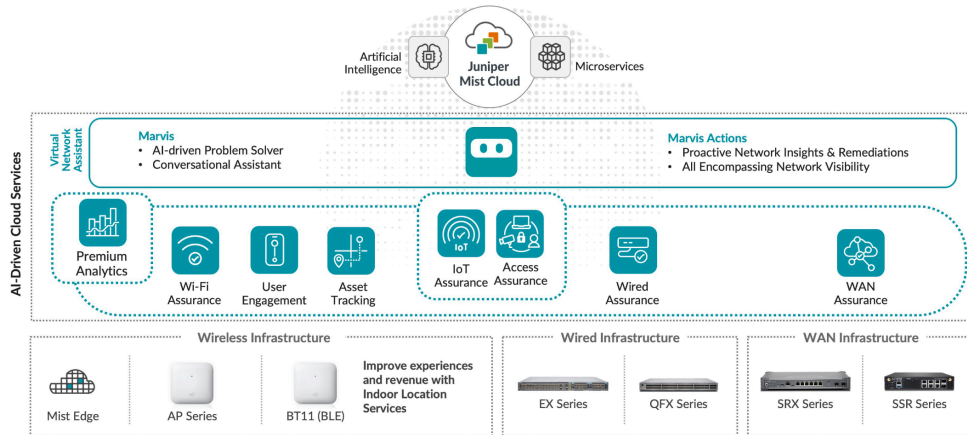 Artificial
Intelligence
Juniper
Mist Cloud
Microservices
AI-Driven Cloud Services
Virtual
Network
Assistant
Marvis
• AI-driven Problem Solver
• Conversational Assistant
Marvis Actions
• Proactive Network Insights & Remediations
• All Encompassing Network Visibility
Premium
Analytics
Wi-Fi
Assurance
User
Engagement
Asset
Tracking
IoT
IoT
Assurance
Access
Assurance
Wired
Assurance
WAN
Assurance
Wireless Infrastructure
Mist Edge
AP Series
BT11 (BLE)
Improve experiences
and revenue with
Indoor Location
Services
Wired Infrastructure
EX Series
QFX Series
WAN Infrastructure
SRX Series
SSR Series